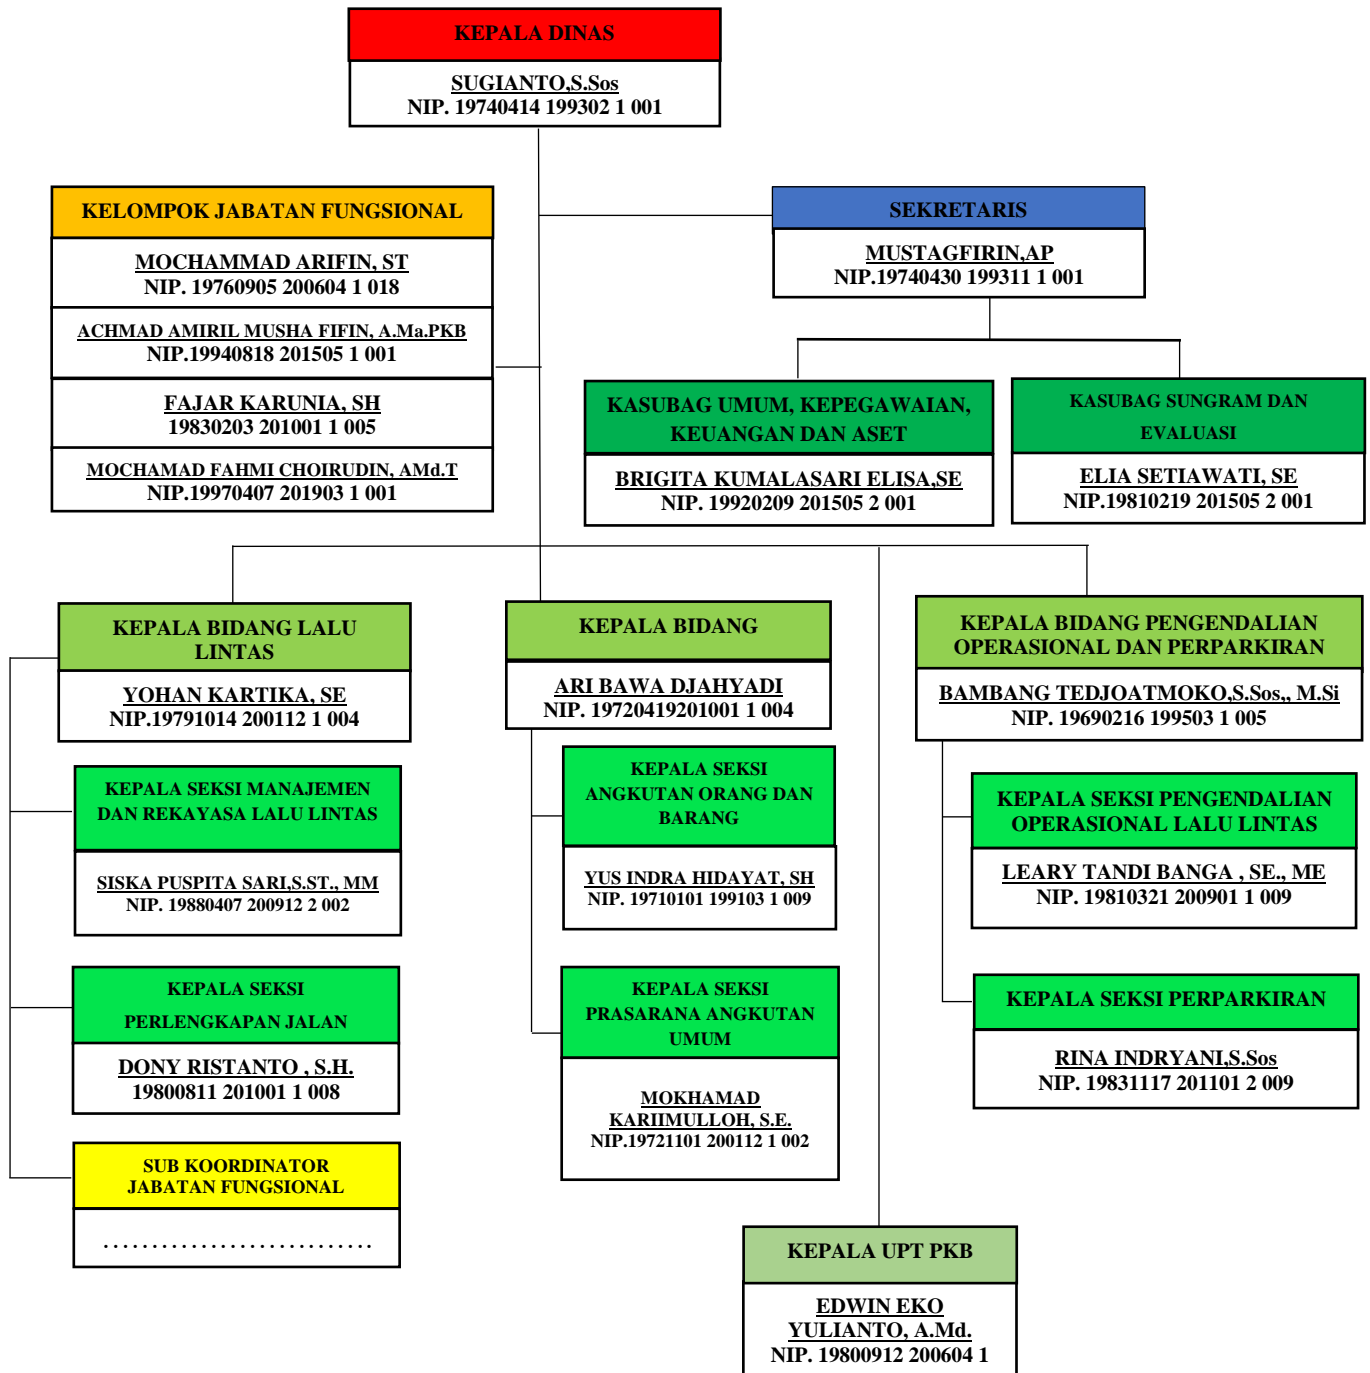 KEPALA DINAS
SUGIANTO,S.Sos
NIP. 19740414 199302 1 001
KELOMPOK JABATAN FUNGSIONAL
MOCHAMMAD ARIFIN, ST
NIP. 19760905 200604 1 018
ACHMAD AMIRIL MUSHA FIFIN, A.Ma.PKB
NIP.19940818 201505 1 001
FAJAR KARUNIA, SH
19830203 201001 1 005
MOCHAMAD FAHMI CHOIRUDIN, AMd.T
NIP.19970407 201903 1 001
SEKRETARIS
MUSTAGFIRIN,AP
NIP.19740430 199311 1 001
KASUBAG UMUM, KEPEGAWAIAN,
KEUANGAN DAN ASET
BRIGITA KUMALASARI ELISA,SE
NIP. 19920209 201505 2 001
KASUBAG SUNGRAM DAN
EVALUASI
ELIA SETIAWATI, SE
NIP.19810219 201505 2 001
KEPALA BIDANG LALU
LINTAS
YOHAN KARTIKA, SE
NIP.19791014 200112 1 004
KEPALA SEKSI MANAJEMEN
DAN REKAYASA LALU LINTAS
SISKA PUSPITA SARI,S.ST., MM
NIP. 19880407 200912 2 002
KEPALA SEKSI
PERLENGKAPAN JALAN
DONY RISTANTO , S.H.
19800811 201001 1 008
SUB KOORDINATOR
JABATAN FUNGSIONAL
............................
KEPALA BIDANG
ARI BAWA DJAHYADI
NIP. 19720419201001 1 004
KEPALA SEKSI
ANGKUTAN ORANG DAN
BARANG
YUS INDRA HIDAYAT, SH
NIP. 19710101 199103 1 009
KEPALA SEKSI
PRASARANA ANGKUTAN
UMUM
MOKHAMAD
KARIIMULLOH, S.E.
NIP.19721101 200112 1 002
KEPALA BIDANG PENGENDALIAN
OPERASIONAL DAN PERPARKIRAN
BAMBANG TEDJOATMOKO,S.Sos,, M.Si
NIP. 19690216 199503 1 005
KEPALA SEKSI PENGENDALIAN
OPERASIONAL LALU LINTAS
LEARY TANDI BANGA , SE., ME
NIP. 19810321 200901 1 009
KEPALA SEKSI PERPARKIRAN
RINA INDRYANI,S.Sos
NIP. 19831117 201101 2 009
KEPALA UPT PKB
EDWIN EKO
YULIANTO, A.Md.
NIP. 19800912 200604 1